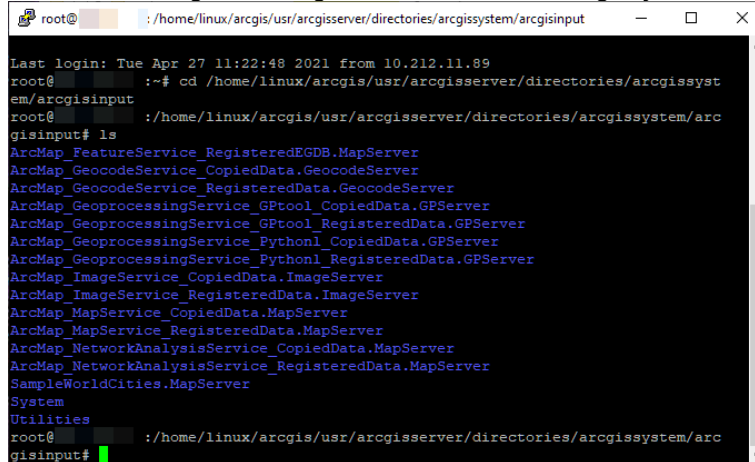 root@ : /home/linux/arcgis/usr/arcgisserver/directories/arcgissystem/arcgisinput
Last login: Tue Apr 27 11:22:48 2021 from 10.212.11.89
root@ :~# cd /home/linux/arcgis/usr/arcgisserver/directories/arcgissyst
em/arcgisinput
root@ :/home/linux/arcgis/usr/arcgisserver/directories/arcgissystem/arc
gisinput# ls
ArcMap_FeatureService_RegisteredEGDB.MapServer
ArcMap_GeocodeService_CopiedData.GeocodeServer
ArcMap_GeocodeService_RegisteredData.GeocodeServer
ArcMap_GeoprocessingService_GPtool_CopiedData.GPServer
ArcMap_GeoprocessingService_GPtool_RegisteredData.GPServer
ArcMap_GeoprocessingService_Python1_CopiedData.GPServer
ArcMap_GeoprocessingService_Python1_RegisteredData.GPServer
ArcMap_ImageService_CopiedData.ImageServer
ArcMap_ImageService_RegisteredData.ImageServer
ArcMap_MapService_CopiedData.MapServer
ArcMap_MapService_RegisteredData.MapServer
ArcMap_NetworkAnalysisService_CopiedData.MapServer
ArcMap_NetworkAnalysisService_RegisteredData.MapServer
SampleWorldCities.MapServer
System
Utilities
root@ :/home/linux/arcgis/usr/arcgisserver/directories/arcgissystem/arc
gisinput#